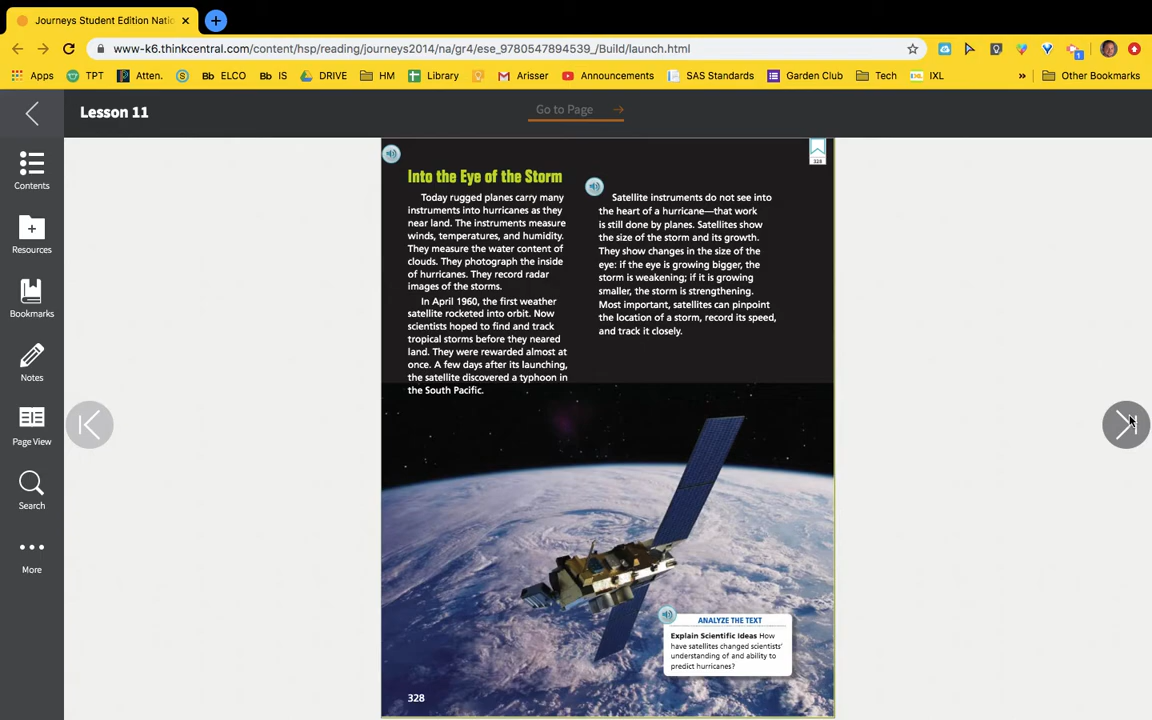 Journeys Student Edition Natio
www-k6.thinkcentral.com/content/hsp/reading/journeys2014/na/gr4/ese_9780547894539_/Build/launch.html
Apps TPT Atten. Bb ELCO Bb IS DRIVE HM Library Arisser Announcements SAS Standards Garden Club Tech IXL » Other Bookmarks
Lesson 11
Go to Page
Contents
Resources
Bookmarks
Notes
Page View
Search
More
328
Into the Eye of the Storm
Today rugged planes carry many
instruments into hurricanes as they
near land. The instruments measure
winds, temperatures, and humidity.
They measure the water content of
clouds. They photograph the inside
of hurricanes. They record radar
images of the storms.
In April 1960, the first weather
satellite rocketed into orbit. Now
scientists hoped to find and track
tropical storms before they neared
land. They were rewarded almost at
once. A few days after its launching,
the satellite discovered a typhoon in
the South Pacific.
Satellite instruments do not see into
the heart of a hurricane—that work
is still done by planes. Satellites show
the size of the storm and its growth.
They show changes in the size of the
eye: if the eye is growing bigger, the
storm is weakening; if it is growing
smaller, the storm is strengthening.
Most important, satellites can pinpoint
the location of a storm, record its speed,
and track it closely.
ANALYZE THE TEXT
Explain Scientific Ideas How
have satellites changed scientists'
understanding of and ability to
predict hurricanes?
328